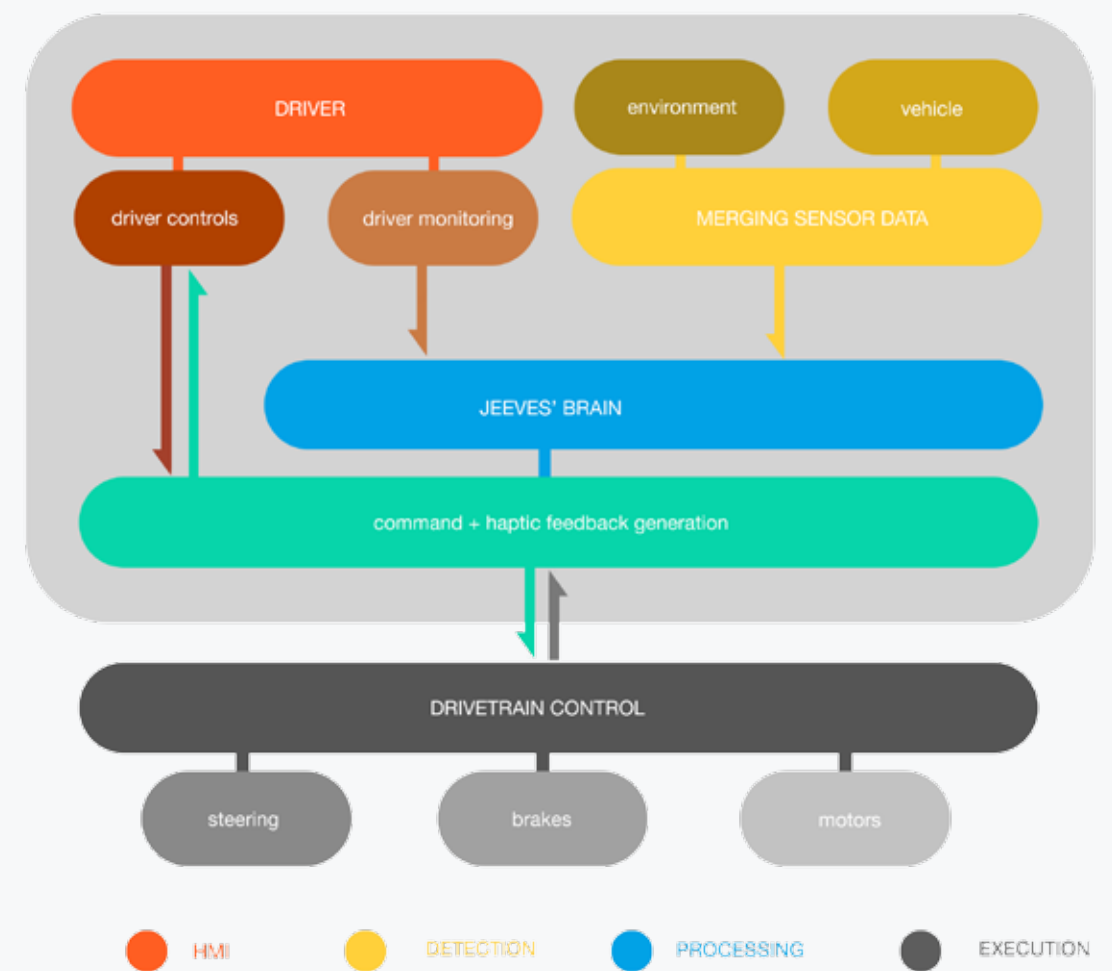 DRIVER
environment
vehicle
driver controls
driver monitoring
MERGING SENSOR DATA
JEEVES' BRAIN
command + haptic feedback generation
DRIVETRAIN CONTROL
steering
brakes
motors
HMI
DETECTION
PROCESSING
EXECUTION